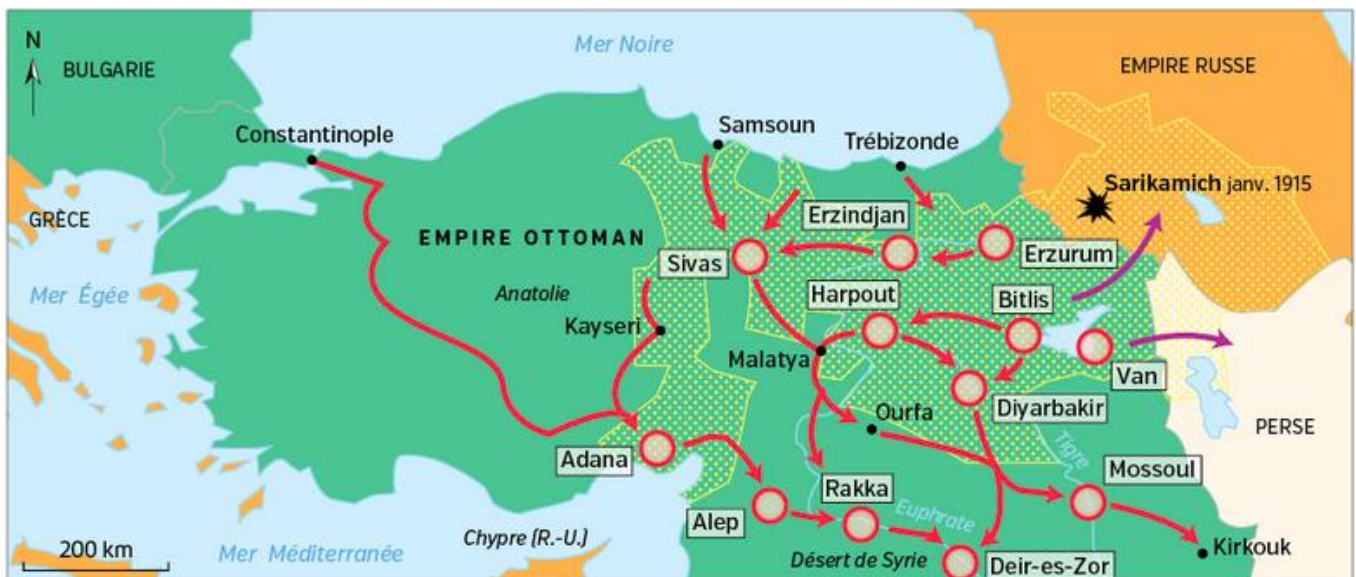 N
Mer Noire
BULGARIE
EMPIRE RUSSE
Constantinople
Samsoun
Trébizonde
Sarikamich janv. 1915
GRÈCE
EMPIRE OTTOMAN
Erzindjan
Sivas
Erzurum
Mer Égée
Anatolie
Harpout
Bitlis
Kayseri
Malatya
Van
Ourfa
Diyarbakir
PERSE
Tigre
Adana
Mossoul
Rakka
Alep
Euphrate
200 km
Mer Méditerranée
Chypre (R.-U.)
Désert de Syrie
Deir-es-Zor
Kirkouk